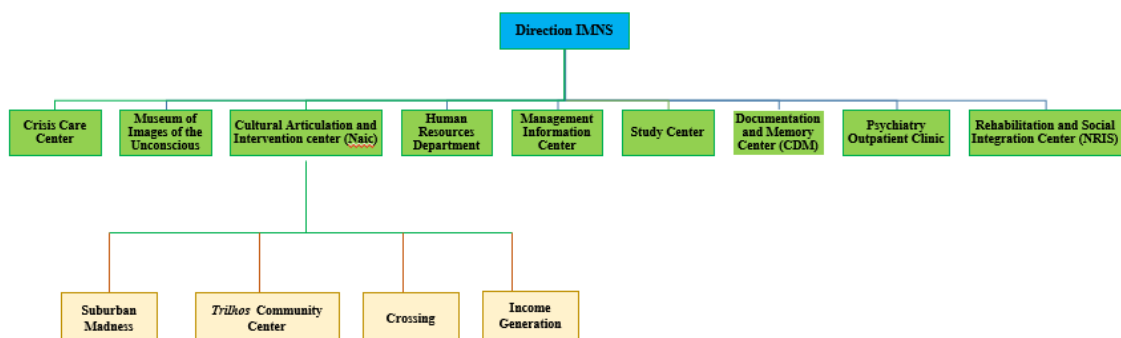 Direction IMNS
Crisis Care
Center
Museum of
Images of the
Unconscious
Cultural Articulation and
Intervention center (Naic)
Human
Resources
Department
Management
Information
Center
Study Center
Documentation
and Memory
Center (CDM)
Psychiatry
Outpatient Clinic
Rehabilitation and Social
Integration Center (NRIS)
Suburban
Madness
Trilhos Community
Center
Crossing
Income
Generation